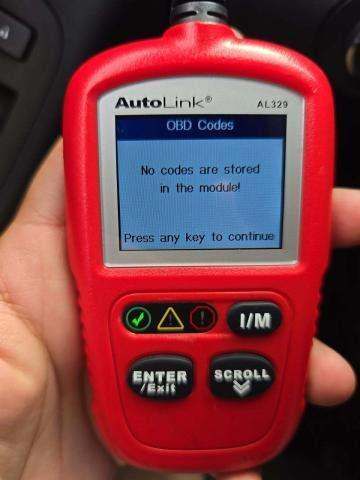 AutoLink®
AL329
OBD Codes
No codes are stored
in the module!
Press any key to continue
I/M
ENTER
/Exit
SCROLL